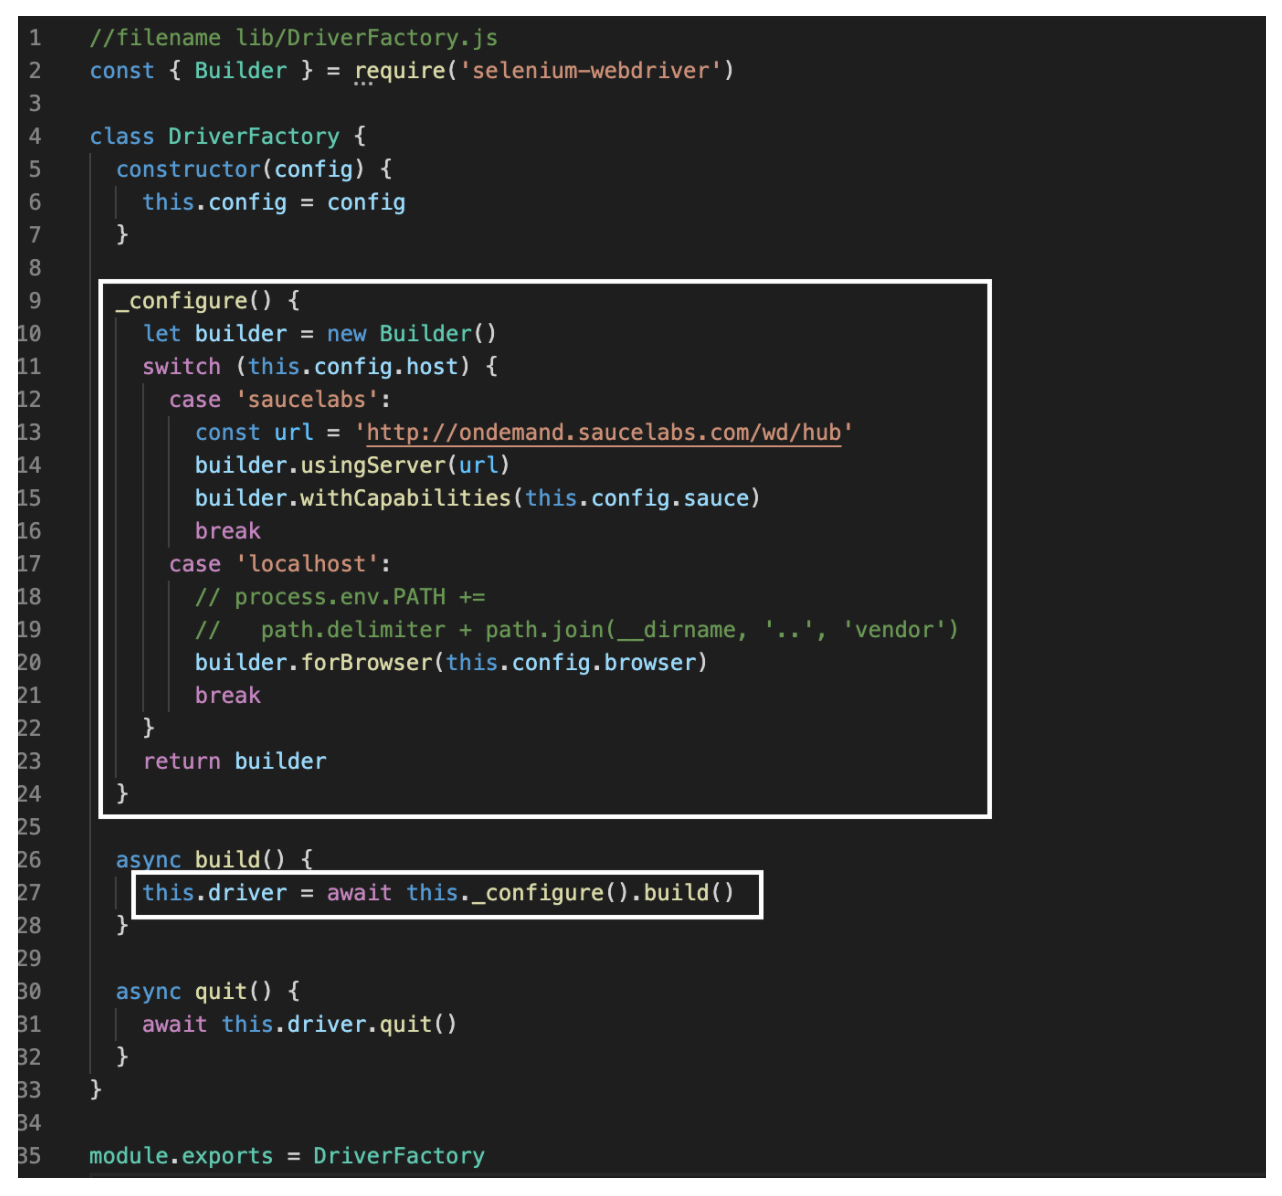 1 //filename lib/DriverFactory.js
2 const { Builder } = require('selenium-webdriver')
3
4 class DriverFactory {
5   constructor(config) {
6     this.config = config
7   }
8
9   _configure() {
10     let builder = new Builder()
11     switch (this.config.host) {
12       case 'saucelabs':
13         const url = 'http://ondemand.saucelabs.com/wd/hub'
14         builder.usingServer(url)
15         builder.withCapabilities(this.config.sauce)
16         break
17       case 'localhost':
18         // process.env.PATH +=
19         //   path.delimiter + path.join(__dirname, '..', 'vendor')
20         builder.forBrowser(this.config.browser)
21         break
22     }
23     return builder
24   }
25
26   async build() {
27     this.driver = await this._configure().build()
28   }
29
30   async quit() {
31     await this.driver.quit()
32   }
33 }
34
35 module.exports = DriverFactory